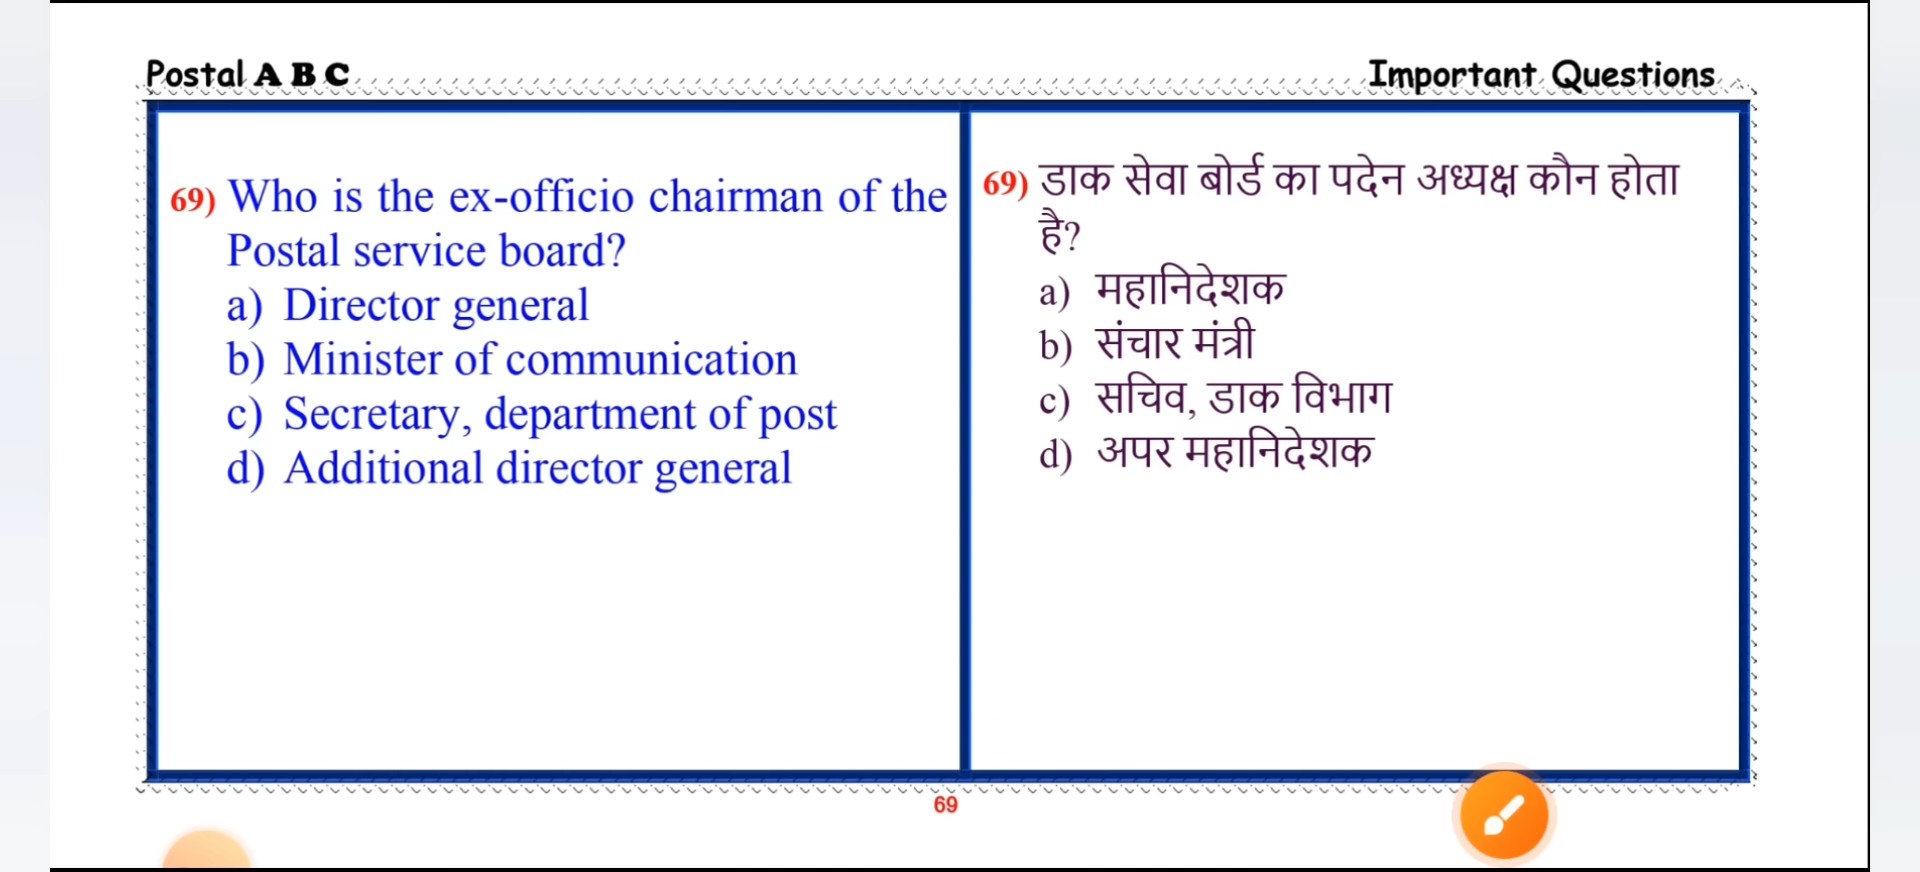 Postal A B C
Important Questions
69) Who is the ex-officio chairman of the
Postal service board?
a) Director general
b) Minister of communication
c) Secretary, department of post
d) Additional director general
69) डाक सेवा बोर्ड का पदेन अध्यक्ष कौन होता
है?
a) महानिदेशक
b) संचार मंत्री
c) सचिव, डाक विभाग
d) अपर महानिदेशक
69